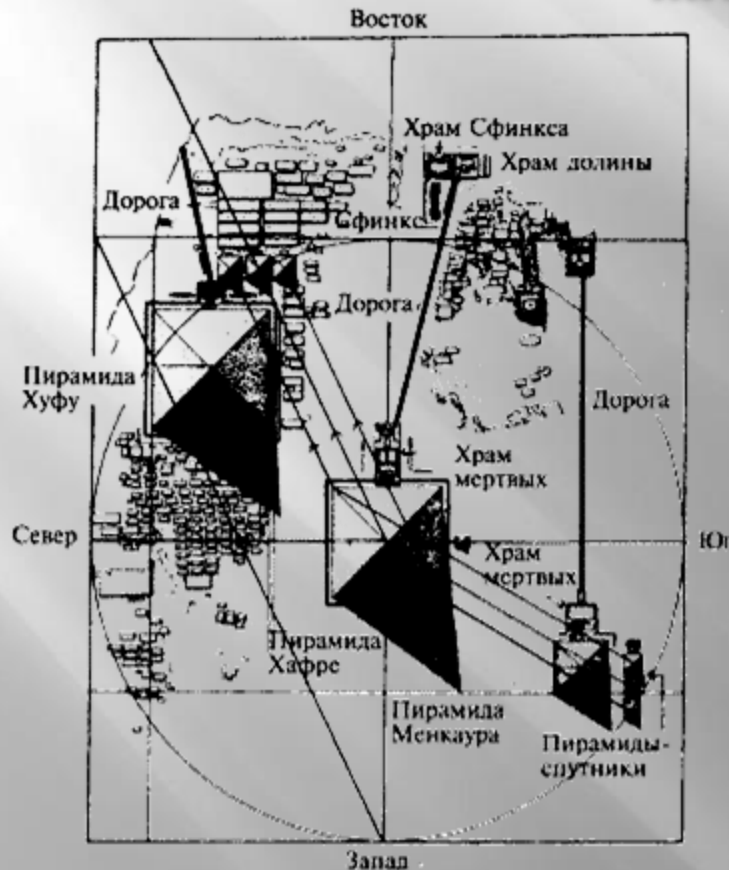 Восток
Храм Сфинкса
Храм долины
Дорога
Сфинкс
Дорога
Пирамида
Хуфу
Дорога
Храм
мертвых
Север
Юг
Храм
мертвых
Пирамида
Хафре
Пирамида
Менкаура
Пирамиды-
спутники
Запад